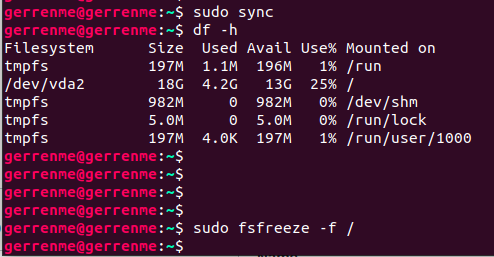 gerrenme@gerrenme:~$ sudo sync
gerrenme@gerrenme:~$ df -h
Filesystem      Size  Used Avail Use% Mounted on
tmpfs           197M  1.1M  196M   1% /run
/dev/vda2        18G  4.2G   13G  25% /
tmpfs           982M     0  982M   0% /dev/shm
tmpfs           5.0M     0  5.0M   0% /run/lock
tmpfs           197M  4.0K  197M   1% /run/user/1000
gerrenme@gerrenme:~$
gerrenme@gerrenme:~$
gerrenme@gerrenme:~$
gerrenme@gerrenme:~$
gerrenme@gerrenme:~$ sudo fsfreeze -f /
gerrenme@gerrenme:~$